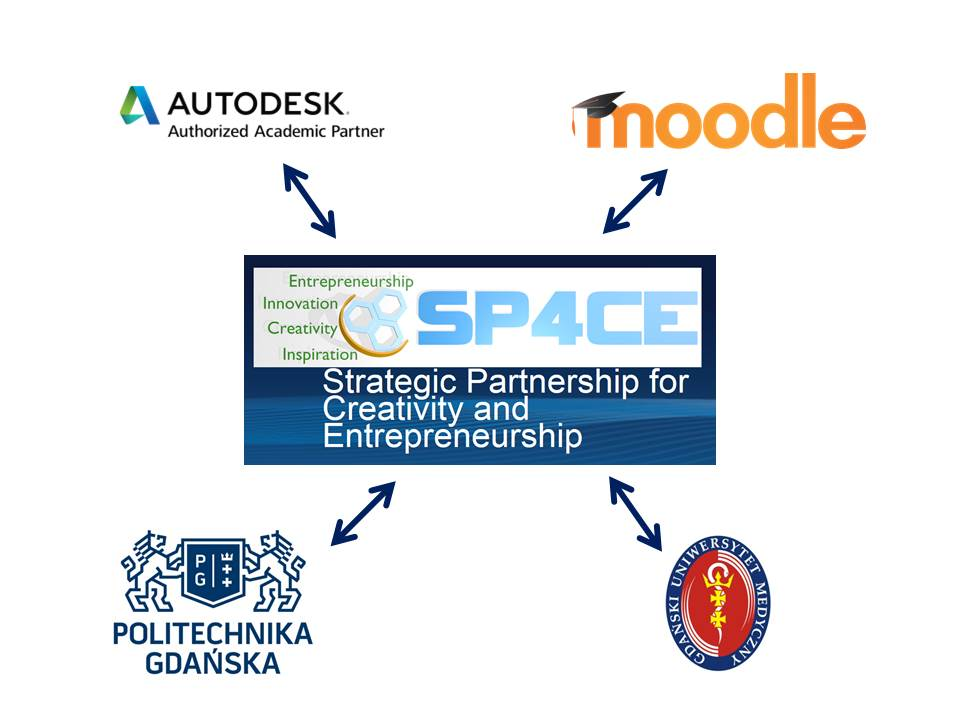 AUTODESK.
Authorized Academic Partner
moodle
Entrepreneurship
Innovation
Creativity
Inspiration
SP4CE
Strategic Partnership for
Creativity and
Entrepreneurship
P
G
POLITECHNIKA
GDAŃSKA
GDAŃSKI UNIWERSYTET MEDYCZNY